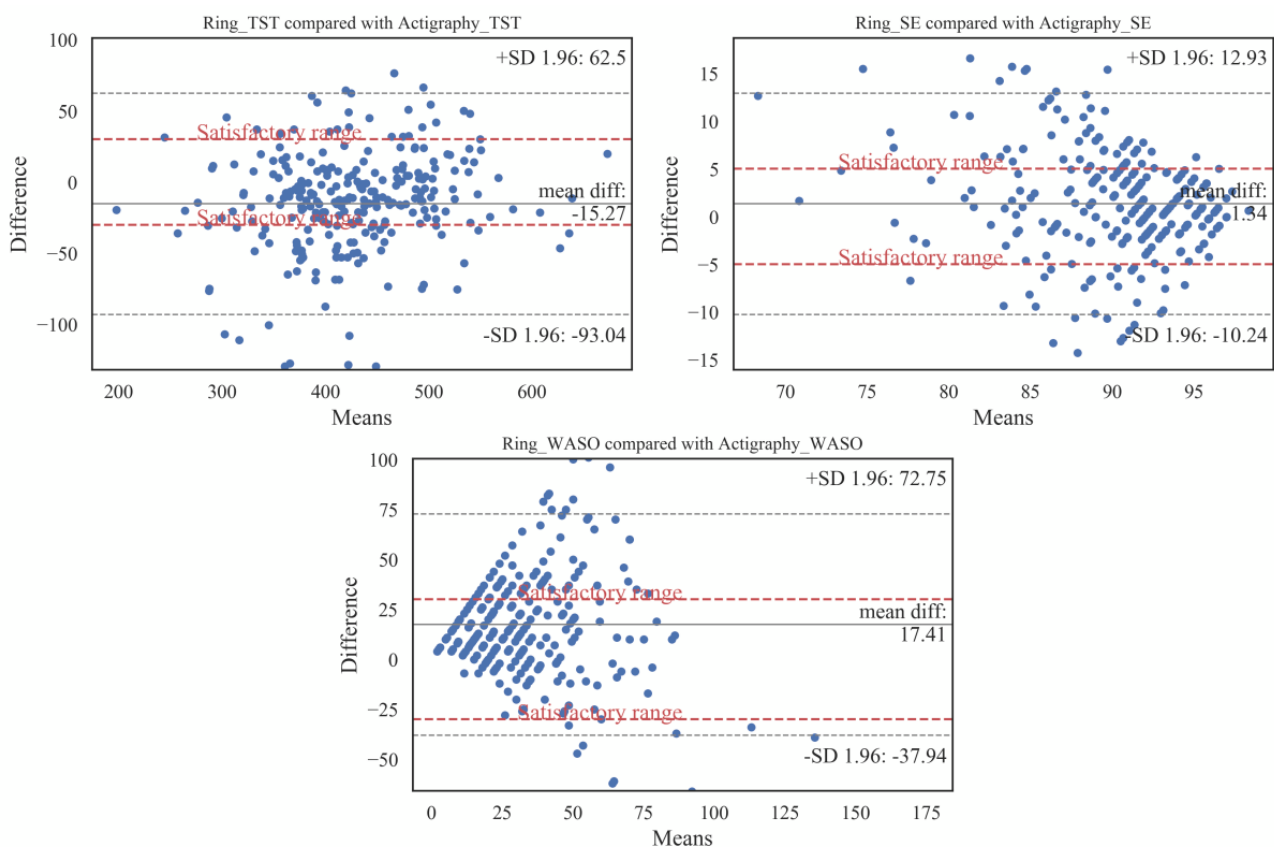 Ring_TST compared with Actigraphy_TST
100
50
0
−50
−100
Difference
+SD 1.96: 62.5
Satisfactory range
mean diff:
-15.27
Satisfactory range
-SD 1.96: -93.04
200 300 400 500 600
Means
Ring_SE compared with Actigraphy_SE
15
10
5
0
−5
−10
−15
Difference
+SD 1.96: 12.93
Satisfactory range
mean diff:
1.34
Satisfactory range
-SD 1.96: -10.24
70 75 80 85 90 95
Means
Ring_WASO compared with Actigraphy_WASO
100
75
50
25
0
−25
−50
Difference
+SD 1.96: 72.75
Satisfactory range
mean diff:
17.41
Satisfactory range
-SD 1.96: -37.94
0 25 50 75 100 125 150 175
Means